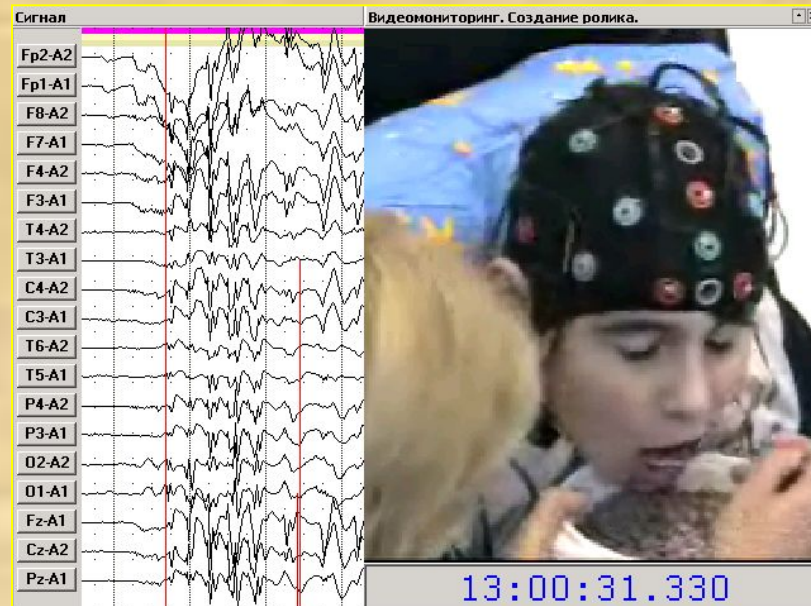 Сигнал
Видеомониторинг. Создание ролика.
Fp2-A2
Fp1-A1
F8-A2
F7-A1
F4-A2
F3-A1
T4-A2
T3-A1
C4-A2
C3-A1
T6-A2
T5-A1
P4-A2
P3-A1
O2-A2
O1-A1
Fz-A1
Cz-A2
Pz-A1
13:00:31.330